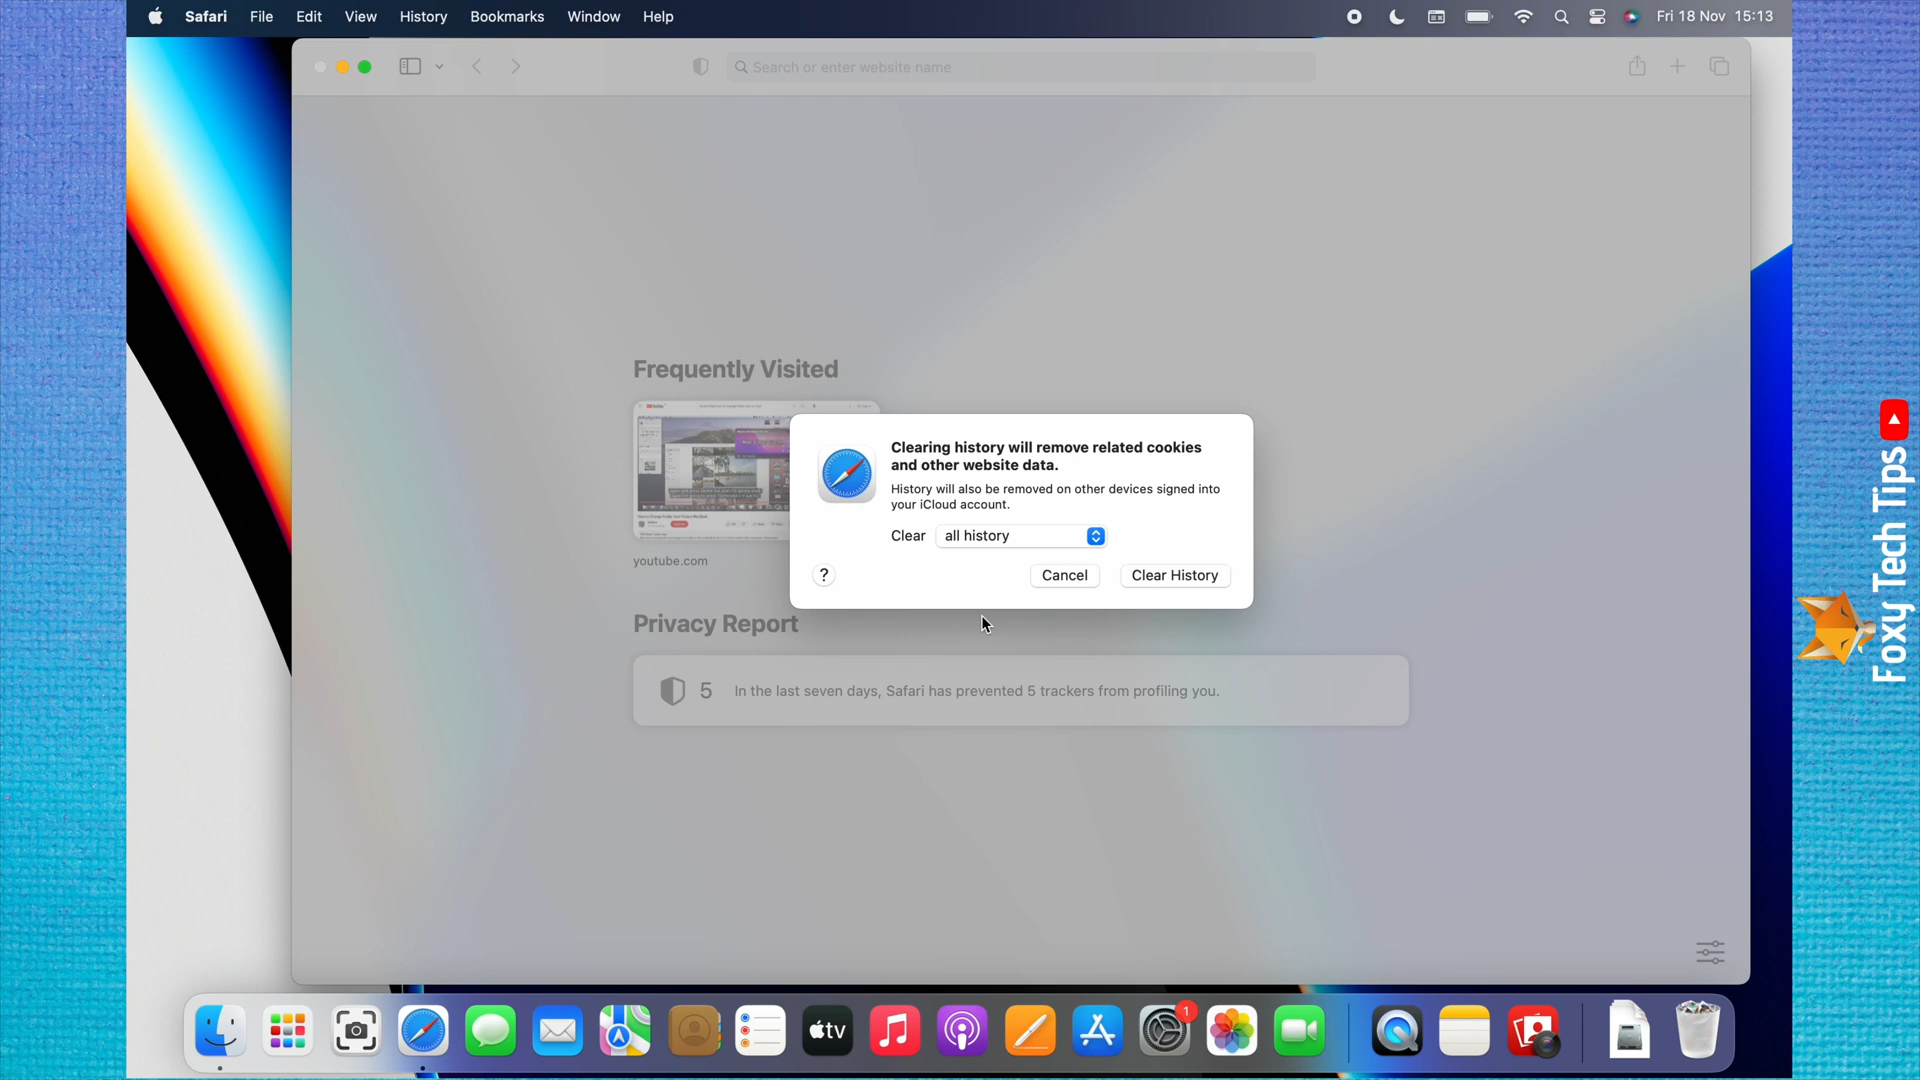 Safari File Edit View History Bookmarks Window Help
Fri 18 Nov 15:13
Search or enter website name
Frequently Visited
youtube.com
Clearing history will remove related cookies
and other website data.
History will also be removed on other devices signed into
your iCloud account.
Clear all history
? Cancel Clear History
Privacy Report
5 In the last seven days, Safari has prevented 5 trackers from profiling you.
Foxy Tech Tips
tv
1